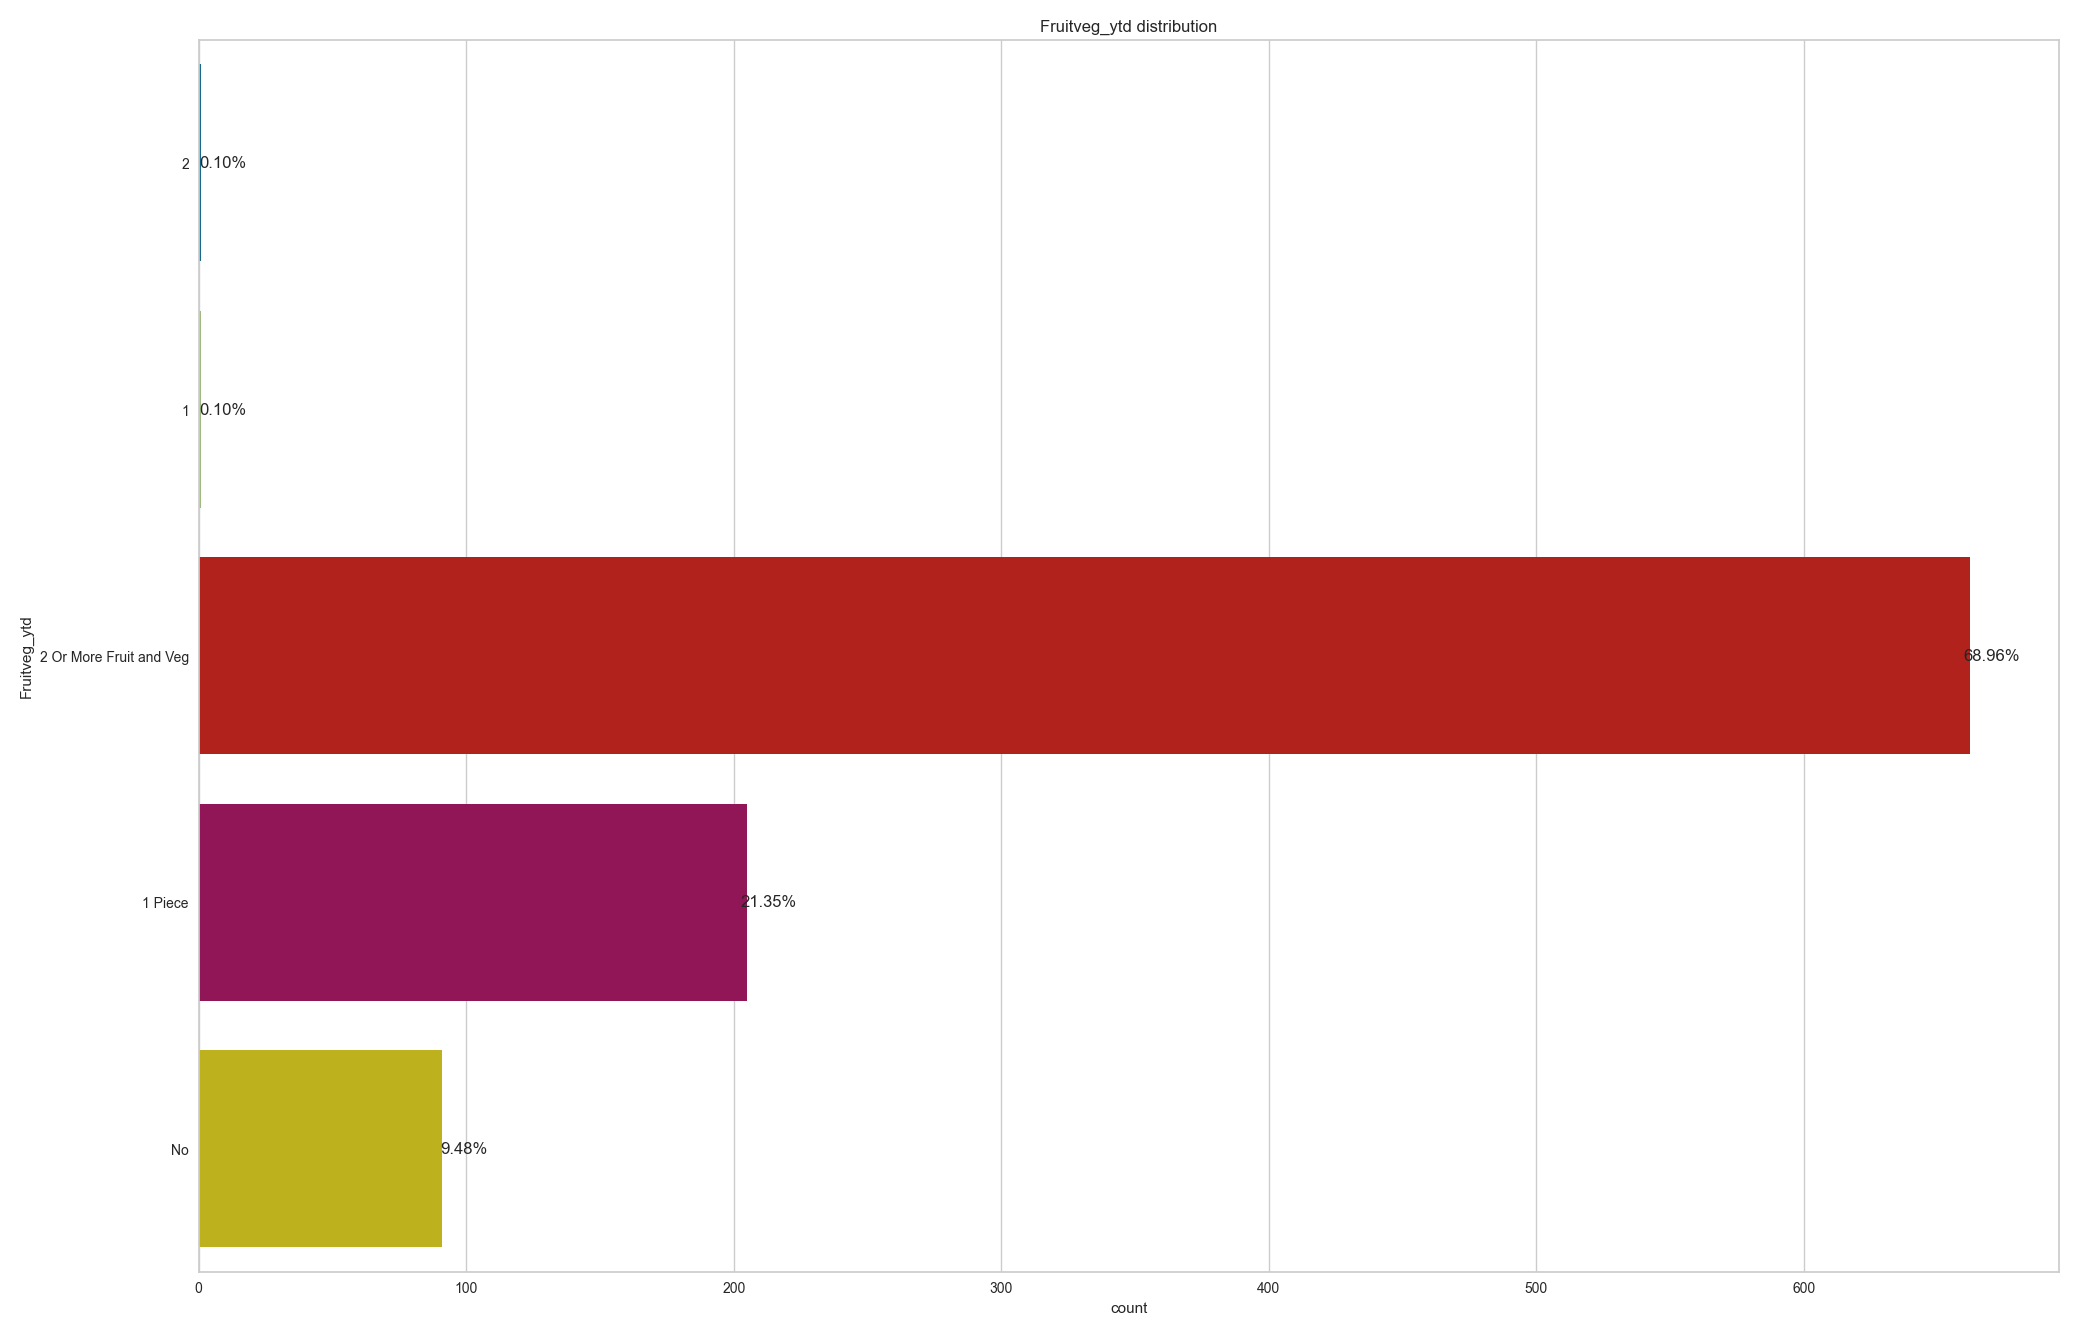 Fruitveg_ytd distribution
2
0.10%
1
0.10%
Fruitveg_ytd
2 Or More Fruit and Veg
68.96%
1 Piece
21.35%
No
9.48%
0 100 200 300 400 500 600
count